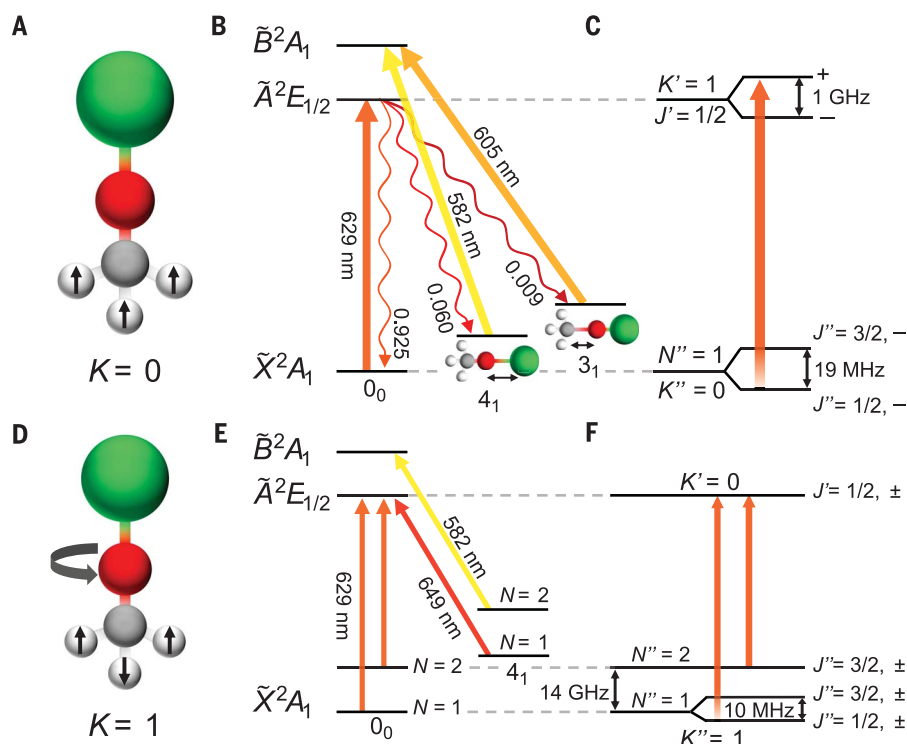 A
K = 0
B
B̃²A₁
òE₁/₂
629 nm
0.925
0.060
582 nm
0.009
605 nm
4₁
3₁
X̃²A₁
0₀
C
K' = 1
J' = 1/2
+
1 GHz
–
N'' = 1
K'' = 0
J'' = 3/2, –
19 MHz
J'' = 1/2, –
D
K = 1
E
B̃²A₁
òE₁/₂
629 nm
582 nm
649 nm
N = 2
N = 1
4₁
N = 2
X̃²A₁
N = 1
0₀
F
K' = 0
J' = 1/2, ±
N'' = 2
J'' = 3/2, ±
14 GHz
N'' = 1
J'' = 3/2, ±
10 MHz
J'' = 1/2, ±
K'' = 1